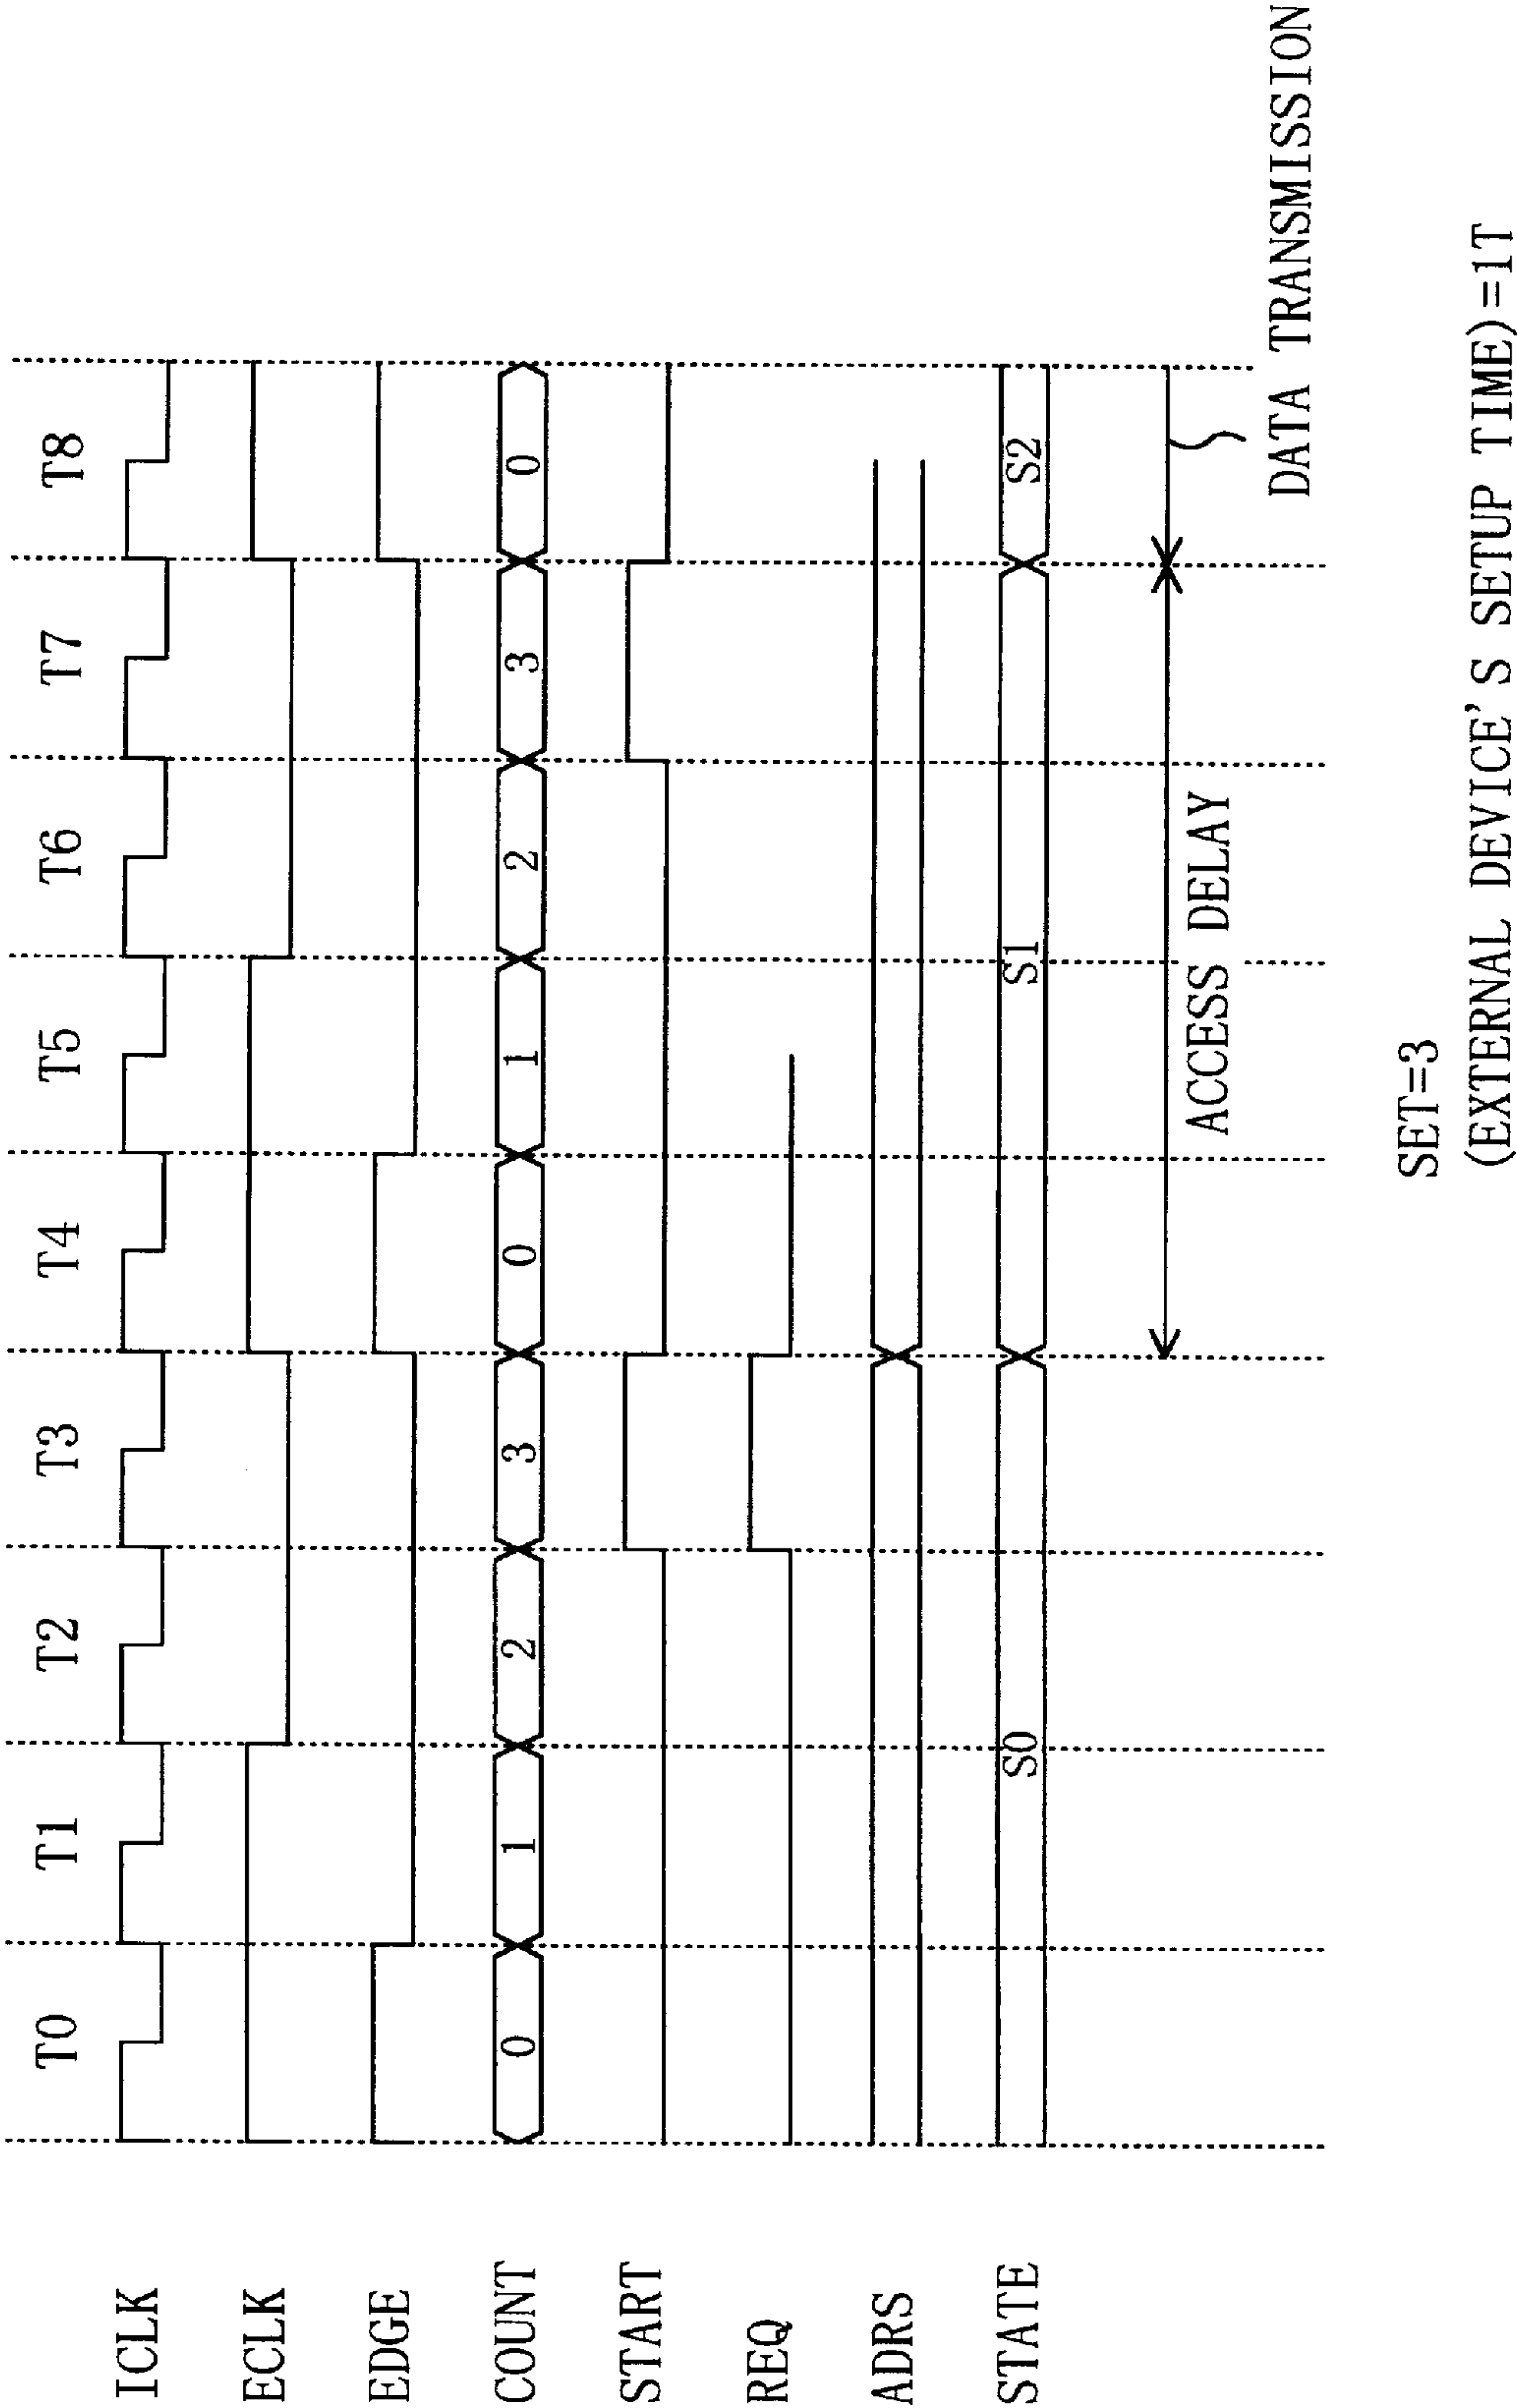 T0 T1 T2 T3 T4 T5 T6 T7 T8
ICLK
ECLK
EDGE
COUNT 0 1 2 3 0 1 2 3 0
START
REQ
ADRS
STATE S0 S1 S2
ACCESS DELAY
DATA TRANSMISSION
SET=3
(EXTERNAL DEVICE'S SETUP TIME)=1T